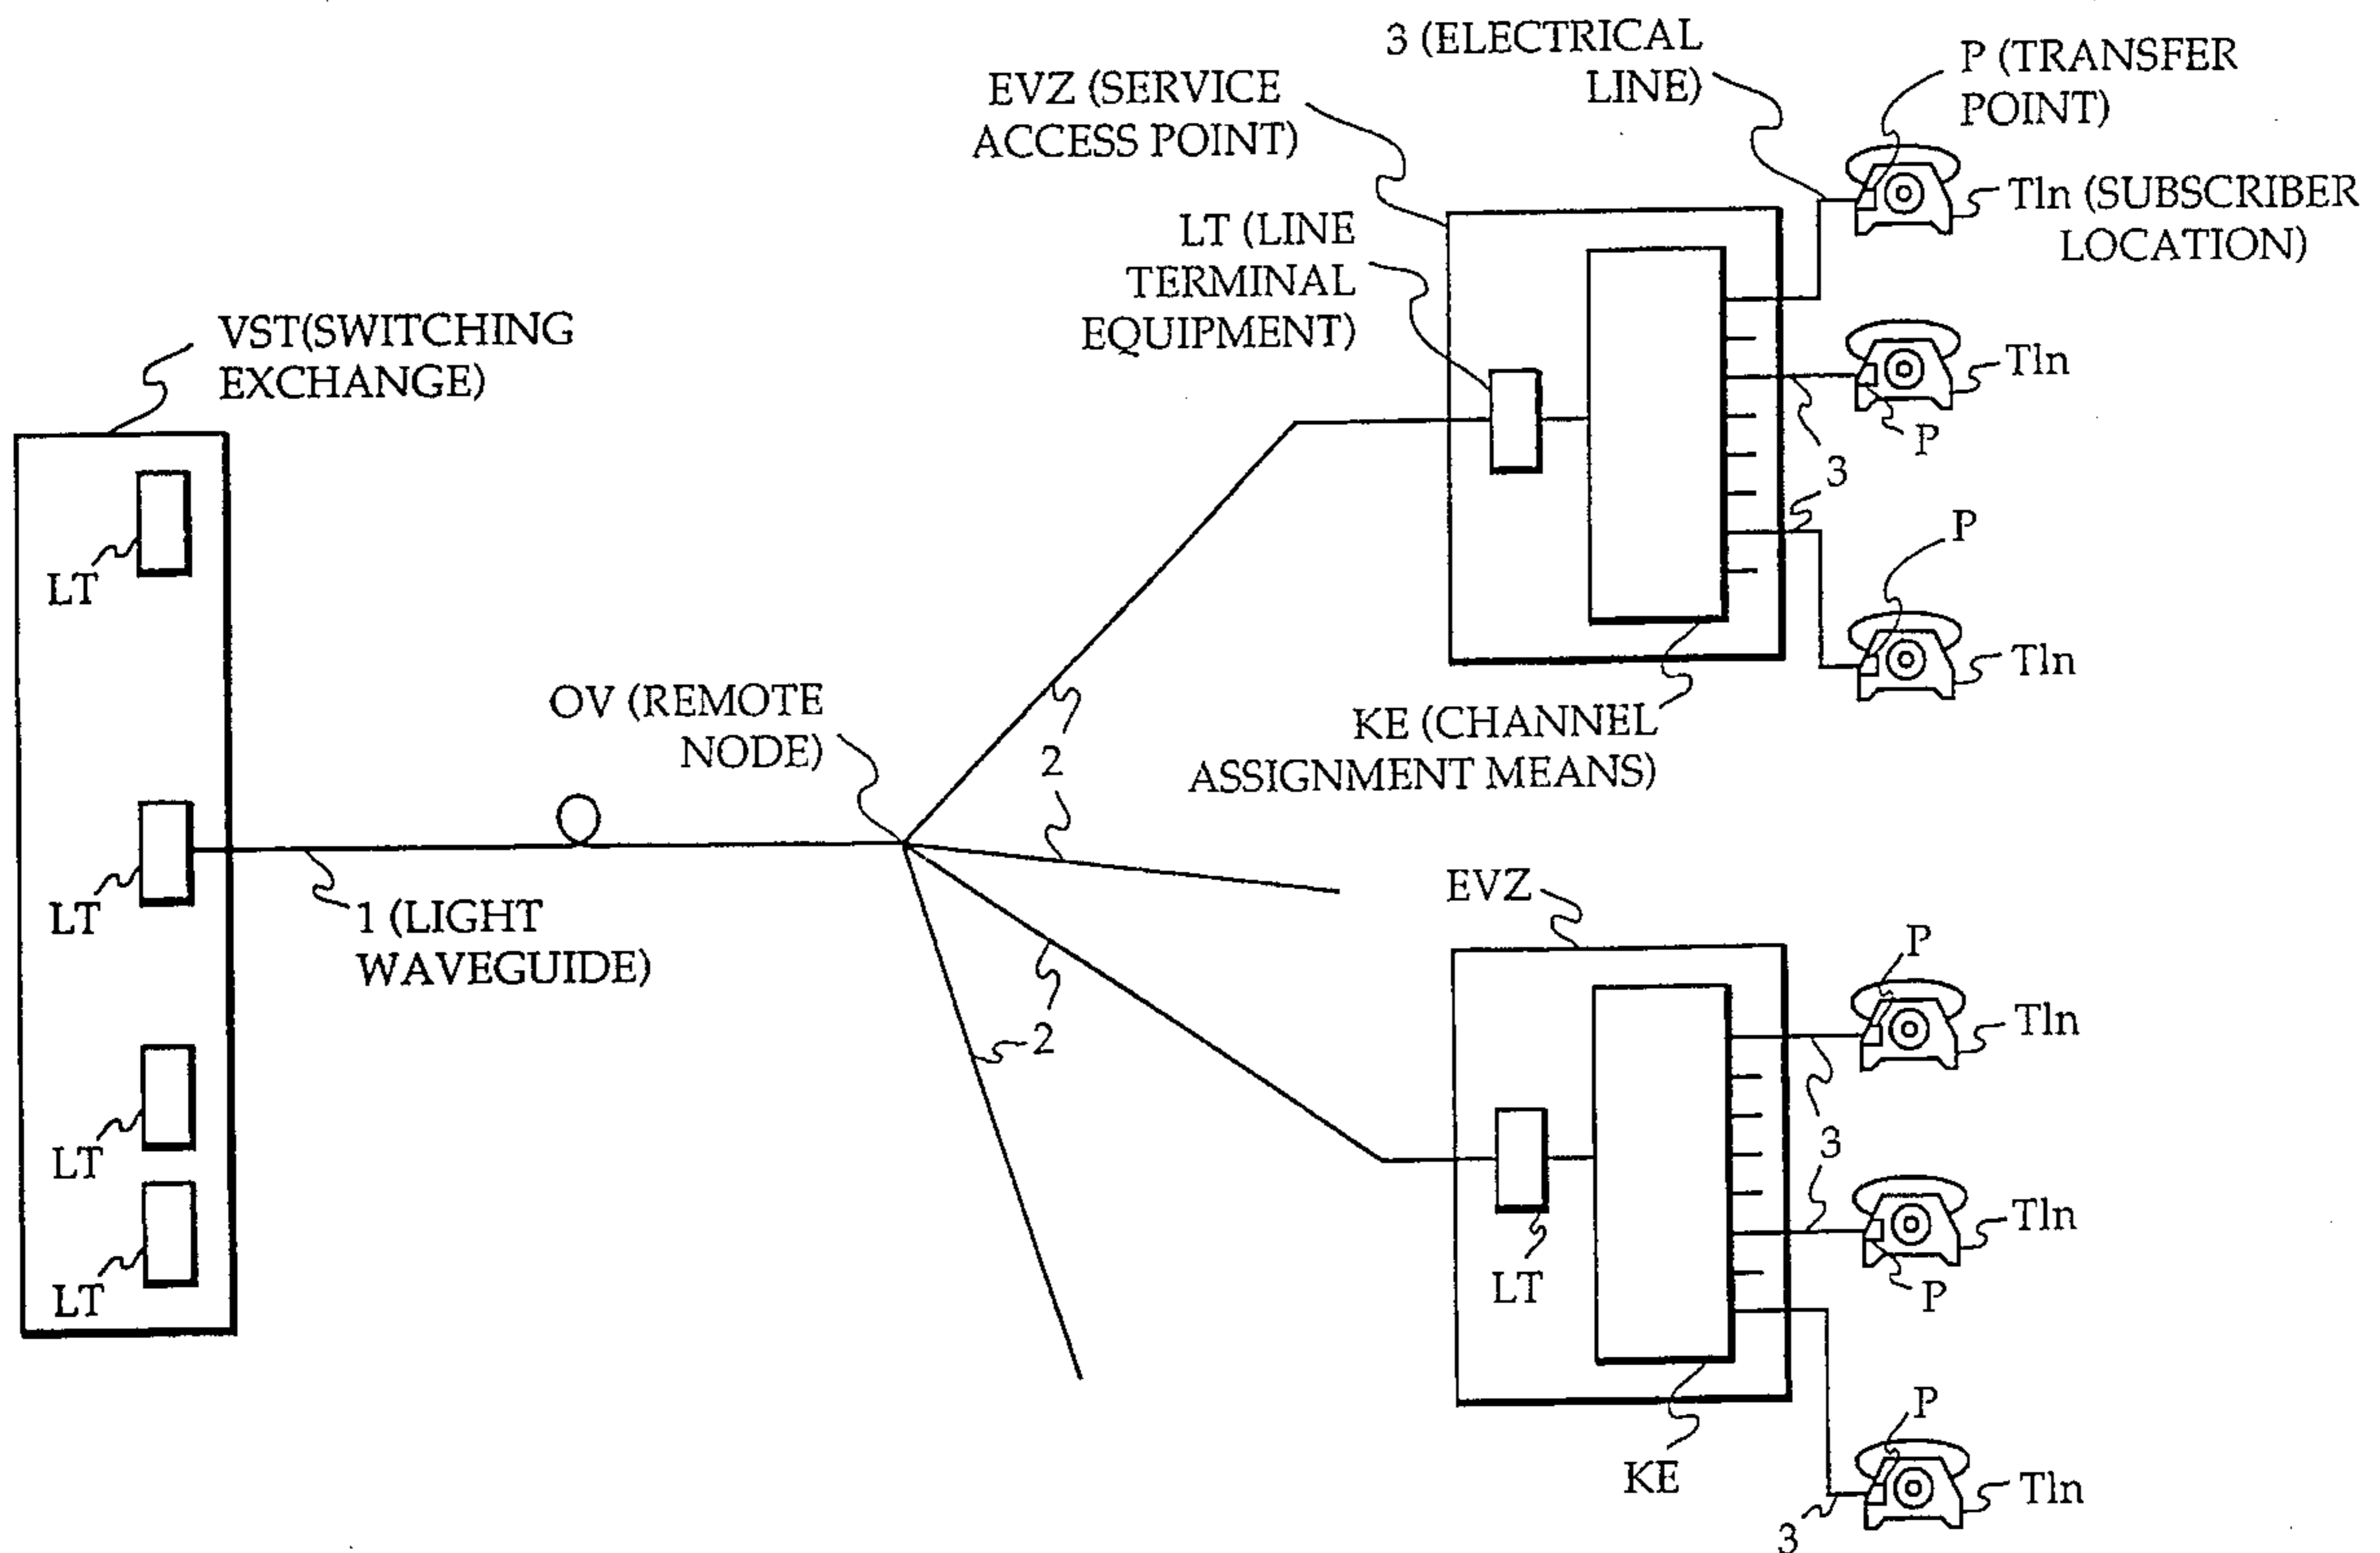 3 (ELECTRICAL
LINE)
P (TRANSFER
POINT)
EVZ (SERVICE
ACCESS POINT)
Tln (SUBSCRIBER
LOCATION)
LT (LINE
TERMINAL
EQUIPMENT)
VST(SWITCHING
EXCHANGE)
Tln
P
3
P
LT
Tln
OV (REMOTE
NODE)
KE (CHANNEL
ASSIGNMENT MEANS)
2
2
LT
1 (LIGHT
WAVEGUIDE)
EVZ
P
Tln
3
LT
Tln
P
LT
LT
P
KE
Tln
3